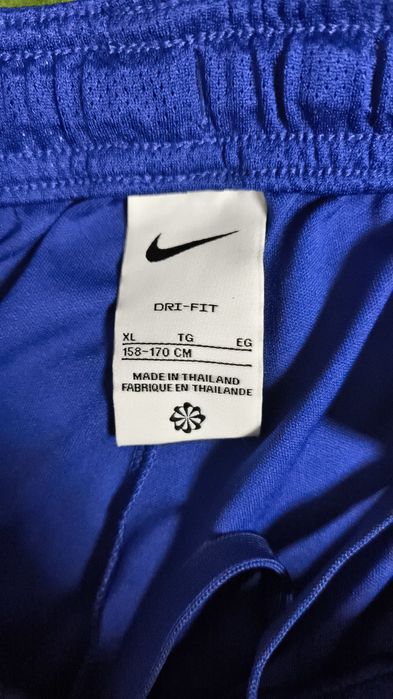 DRI-FIT
XL TG EG
158-170 CM
MADE IN THAILAND
FABRIQUE EN THAILANDE